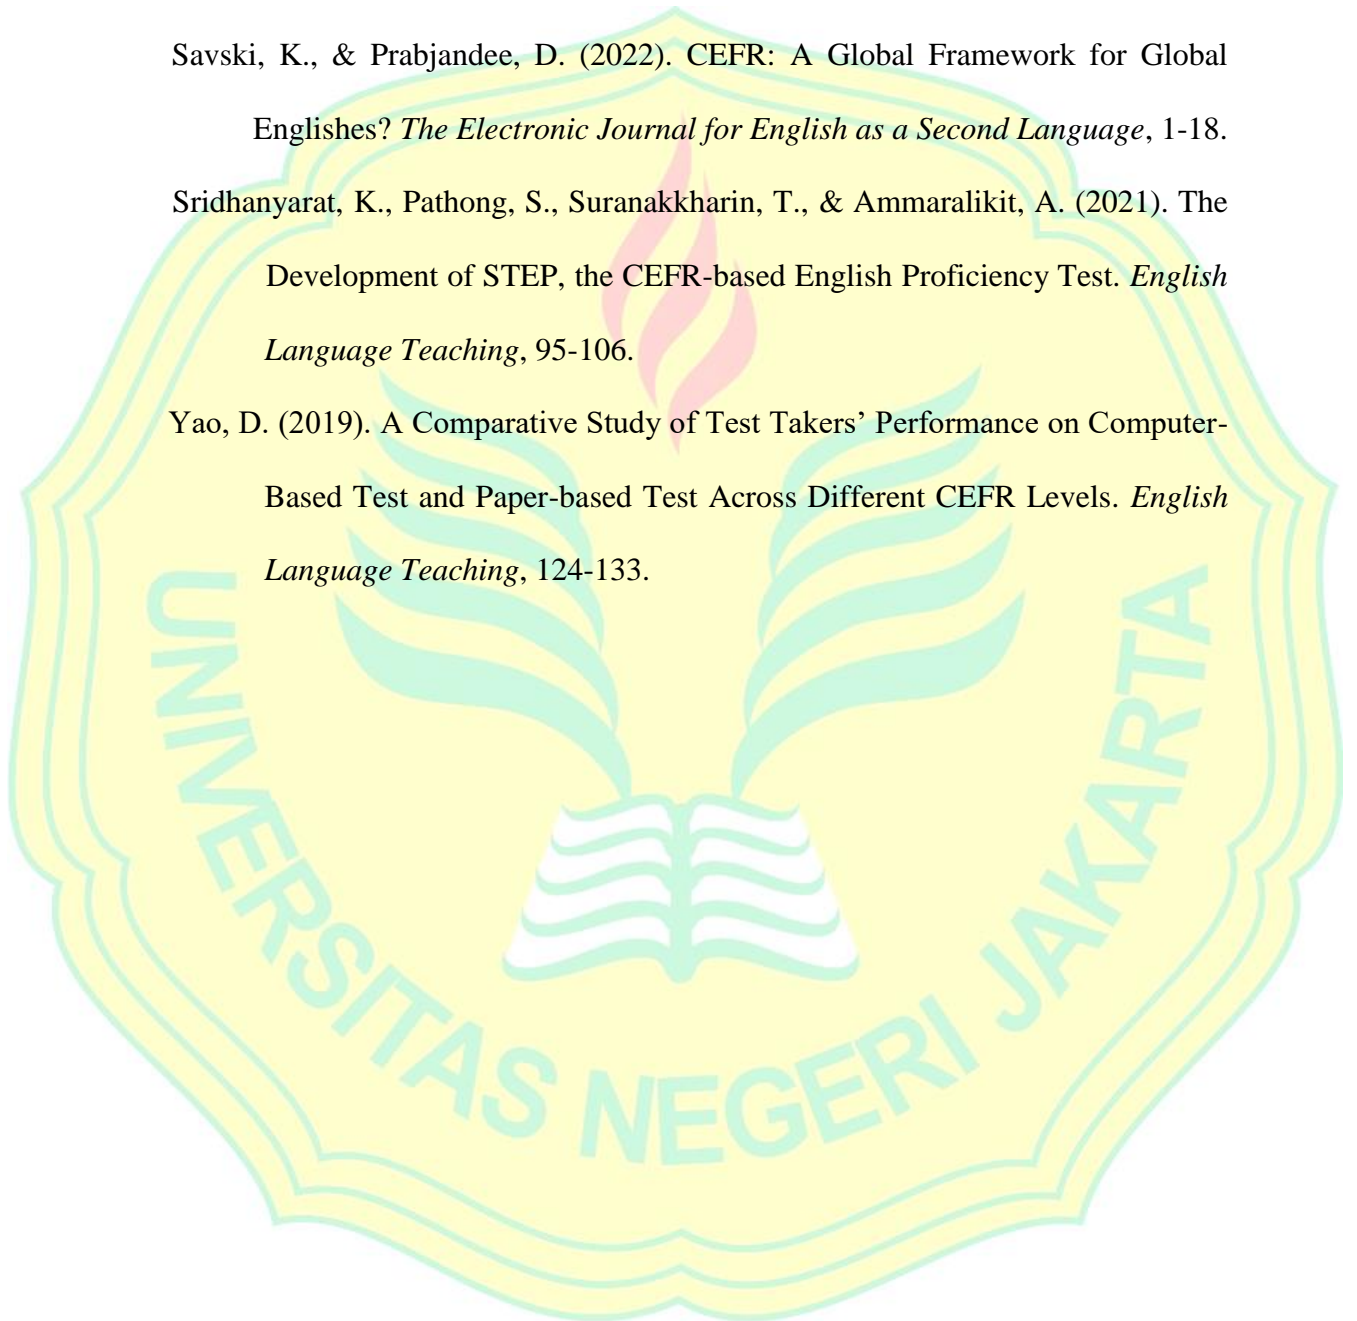 Savski, K., & Prabjandee, D. (2022). CEFR: A Global Framework for Global
Englishes? The Electronic Journal for English as a Second Language, 1-18.
Sridhanyarat, K., Pathong, S., Suranakkharin, T., & Ammaralikit, A. (2021). The
Development of STEP, the CEFR-based English Proficiency Test. English
Language Teaching, 95-106.
Yao, D. (2019). A Comparative Study of Test Takers’ Performance on Computer-
Based Test and Paper-based Test Across Different CEFR Levels. English
Language Teaching, 124-133.
UNIVERSITAS NEGERI JAKARTA